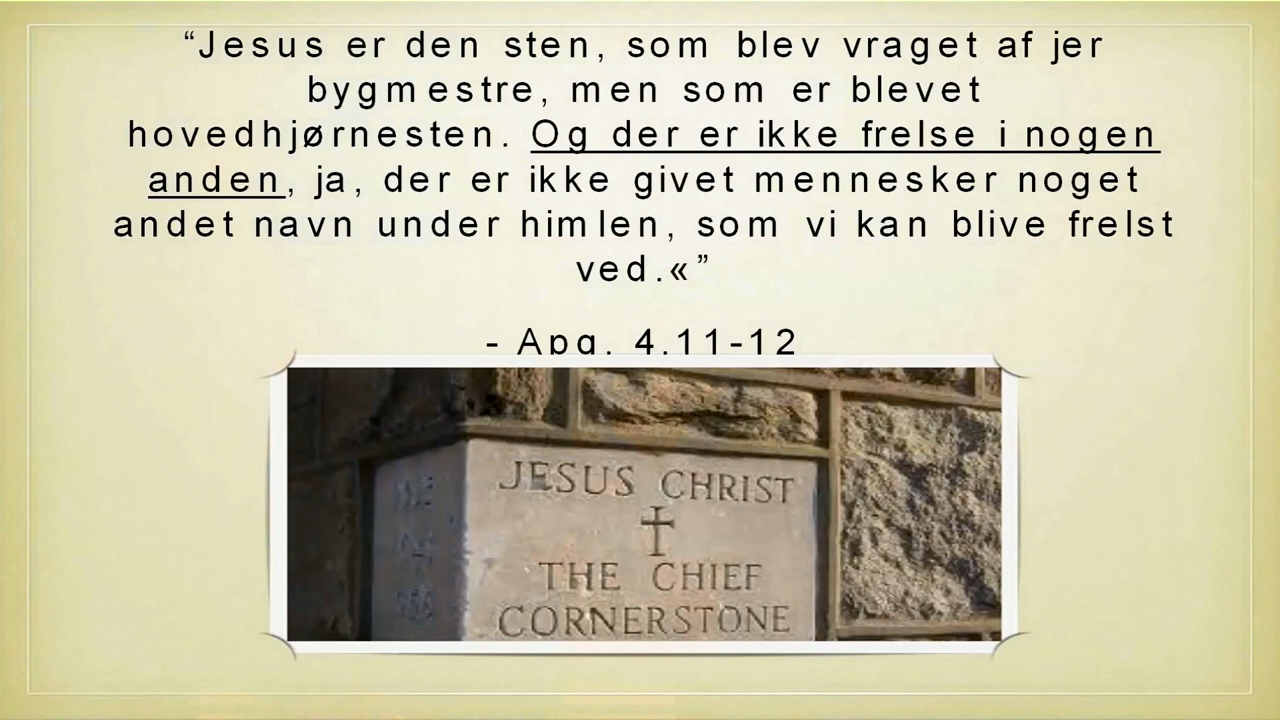 “Jesus er den sten, som blev vraget af jer
bygmestre, men som er blevet
hovedhjørnesten. Og der er ikke frelse i nogen
anden, ja, der er ikke givet mennesker noget
andet navn under himlen, som vi kan blive frelst
ved.«”
- Apg. 4.11-12
JESUS CHRIST
THE CHIEF
CORNERSTONE